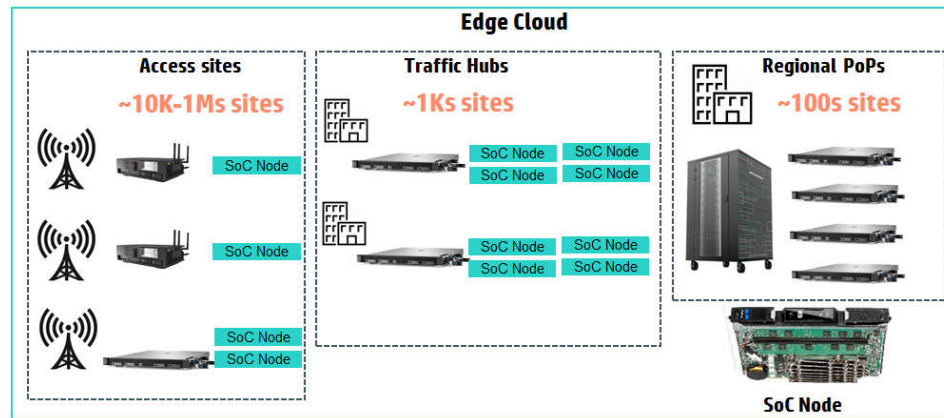 Edge Cloud
Access sites
~10K-1Ms sites
SoC Node
SoC Node
SoC Node
SoC Node
Traffic Hubs
~1Ks sites
SoC Node SoC Node
SoC Node SoC Node
SoC Node SoC Node
SoC Node SoC Node
Regional PoPs
~100s sites
SoC Node